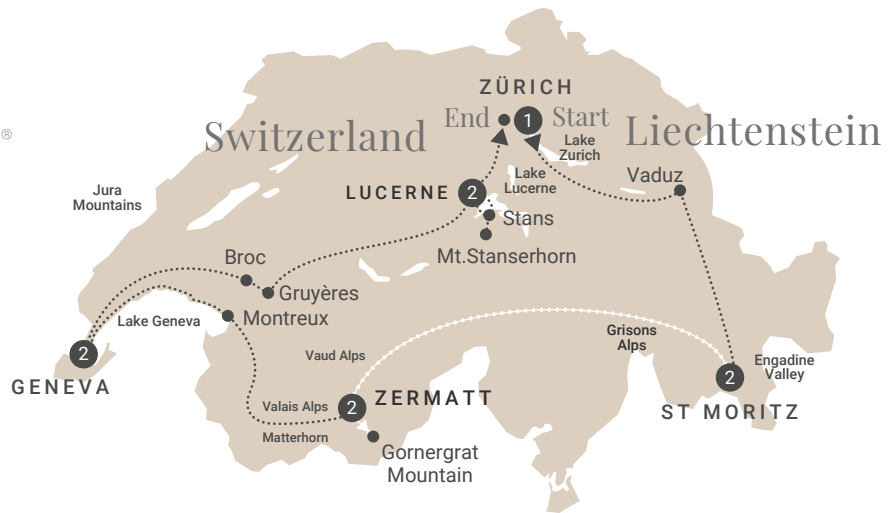 ®
ZÜRICH
End
1
Start
Switzerland
Liechtenstein
Lake
Zurich
Lake
Lucerne
Vaduz
Jura
Mountains
LUCERNE
2
Stans
Mt.Stanserhorn
Broc
Gruyères
Montreux
Lake Geneva
2
GENEVA
Vaud Alps
Grisons
Alps
Engadine
Valley
2
ST MORITZ
Valais Alps
2
ZERMATT
Matterhorn
Gornergrat
Mountain